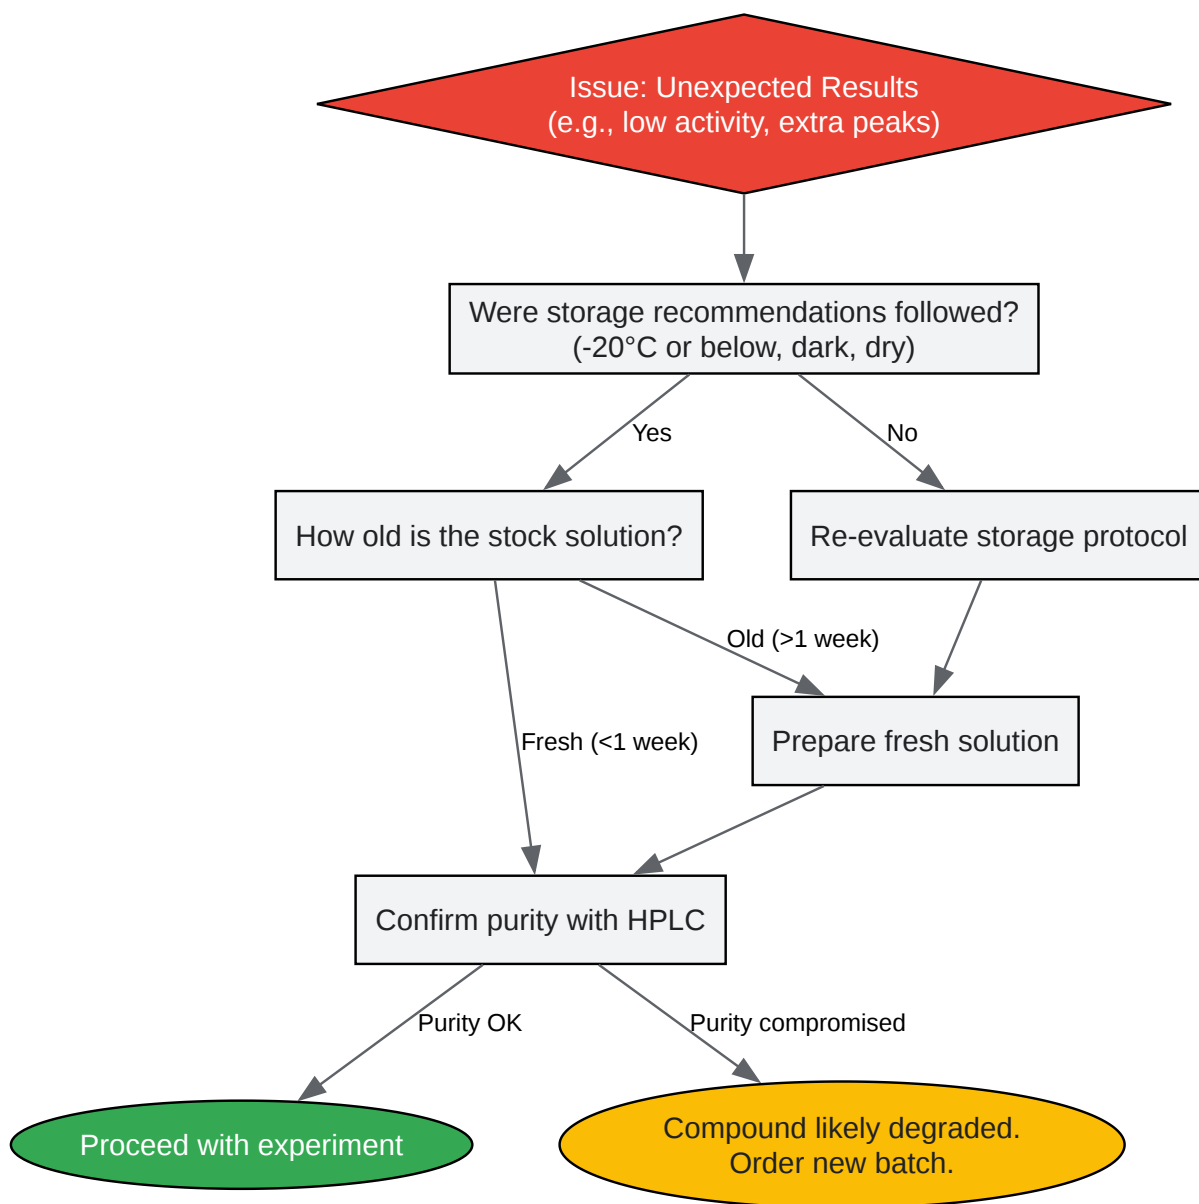 Issue: Unexpected Results
(e.g., low activity, extra peaks)
Were storage recommendations followed?
(-20°C or below, dark, dry)
Yes
No
How old is the stock solution?
Re-evaluate storage protocol
Old (>1 week)
Fresh (<1 week)
Prepare fresh solution
Confirm purity with HPLC
Purity OK
Purity compromised
Proceed with experiment
Compound likely degraded.
Order new batch.